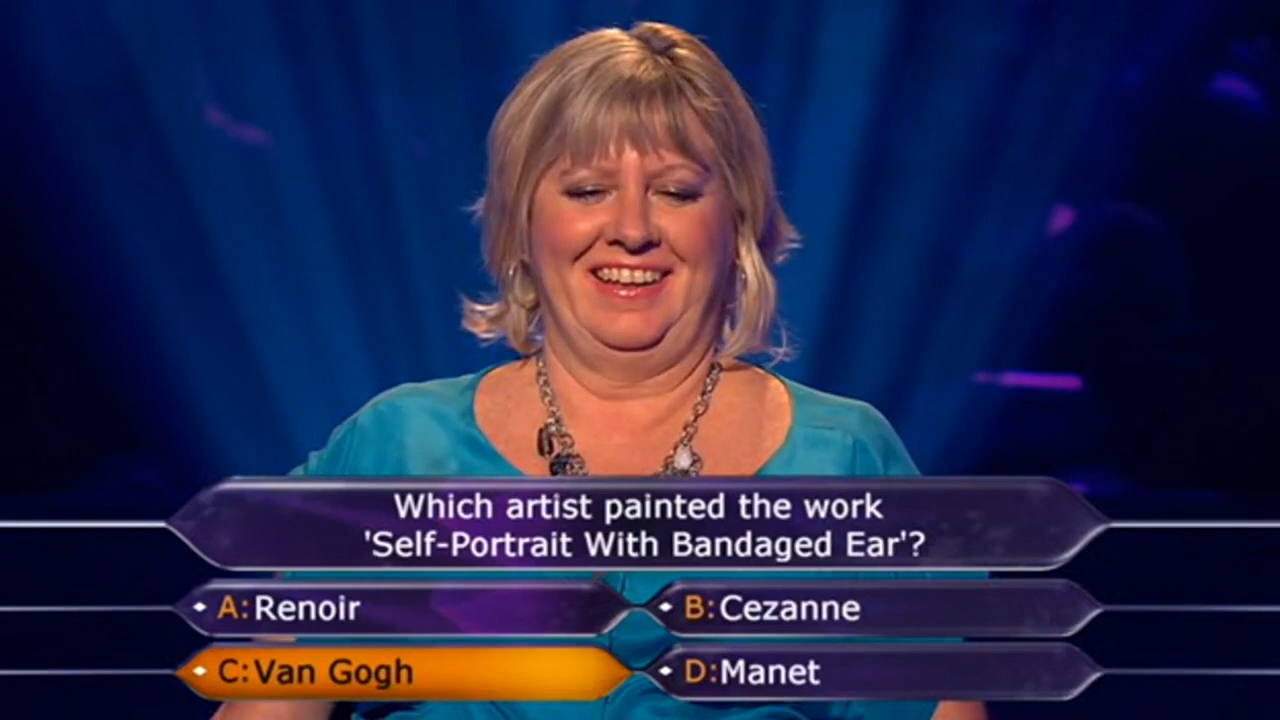 Which artist painted the work
'Self-Portrait With Bandaged Ear'?
A: Renoir
B: Cezanne
C: Van Gogh
D: Manet